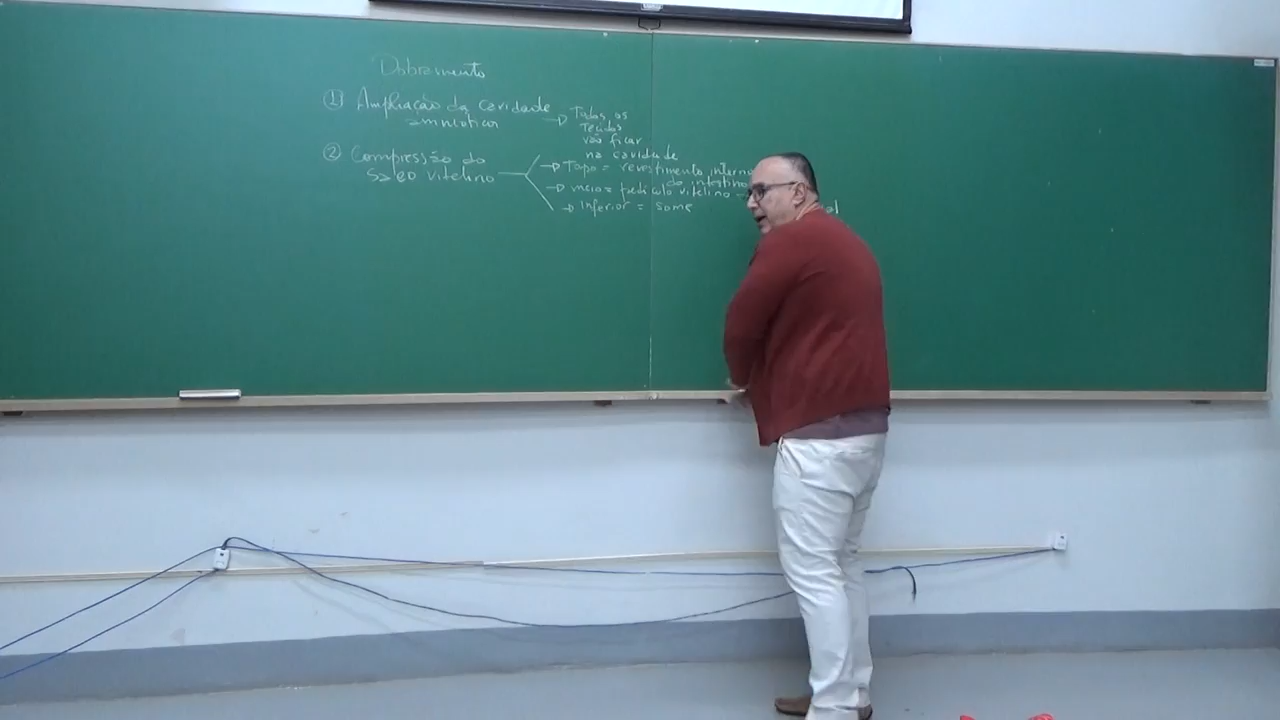 Dobramento
① Ampliação da cavidade
amniótica
→ Todos os
tecidos
vão ficar
na cavidade
② Compressão do
saco vitelino
→ Topo = revestimento interno
do intestino
→ meio = pedículo vitelino
→ Inferior = some